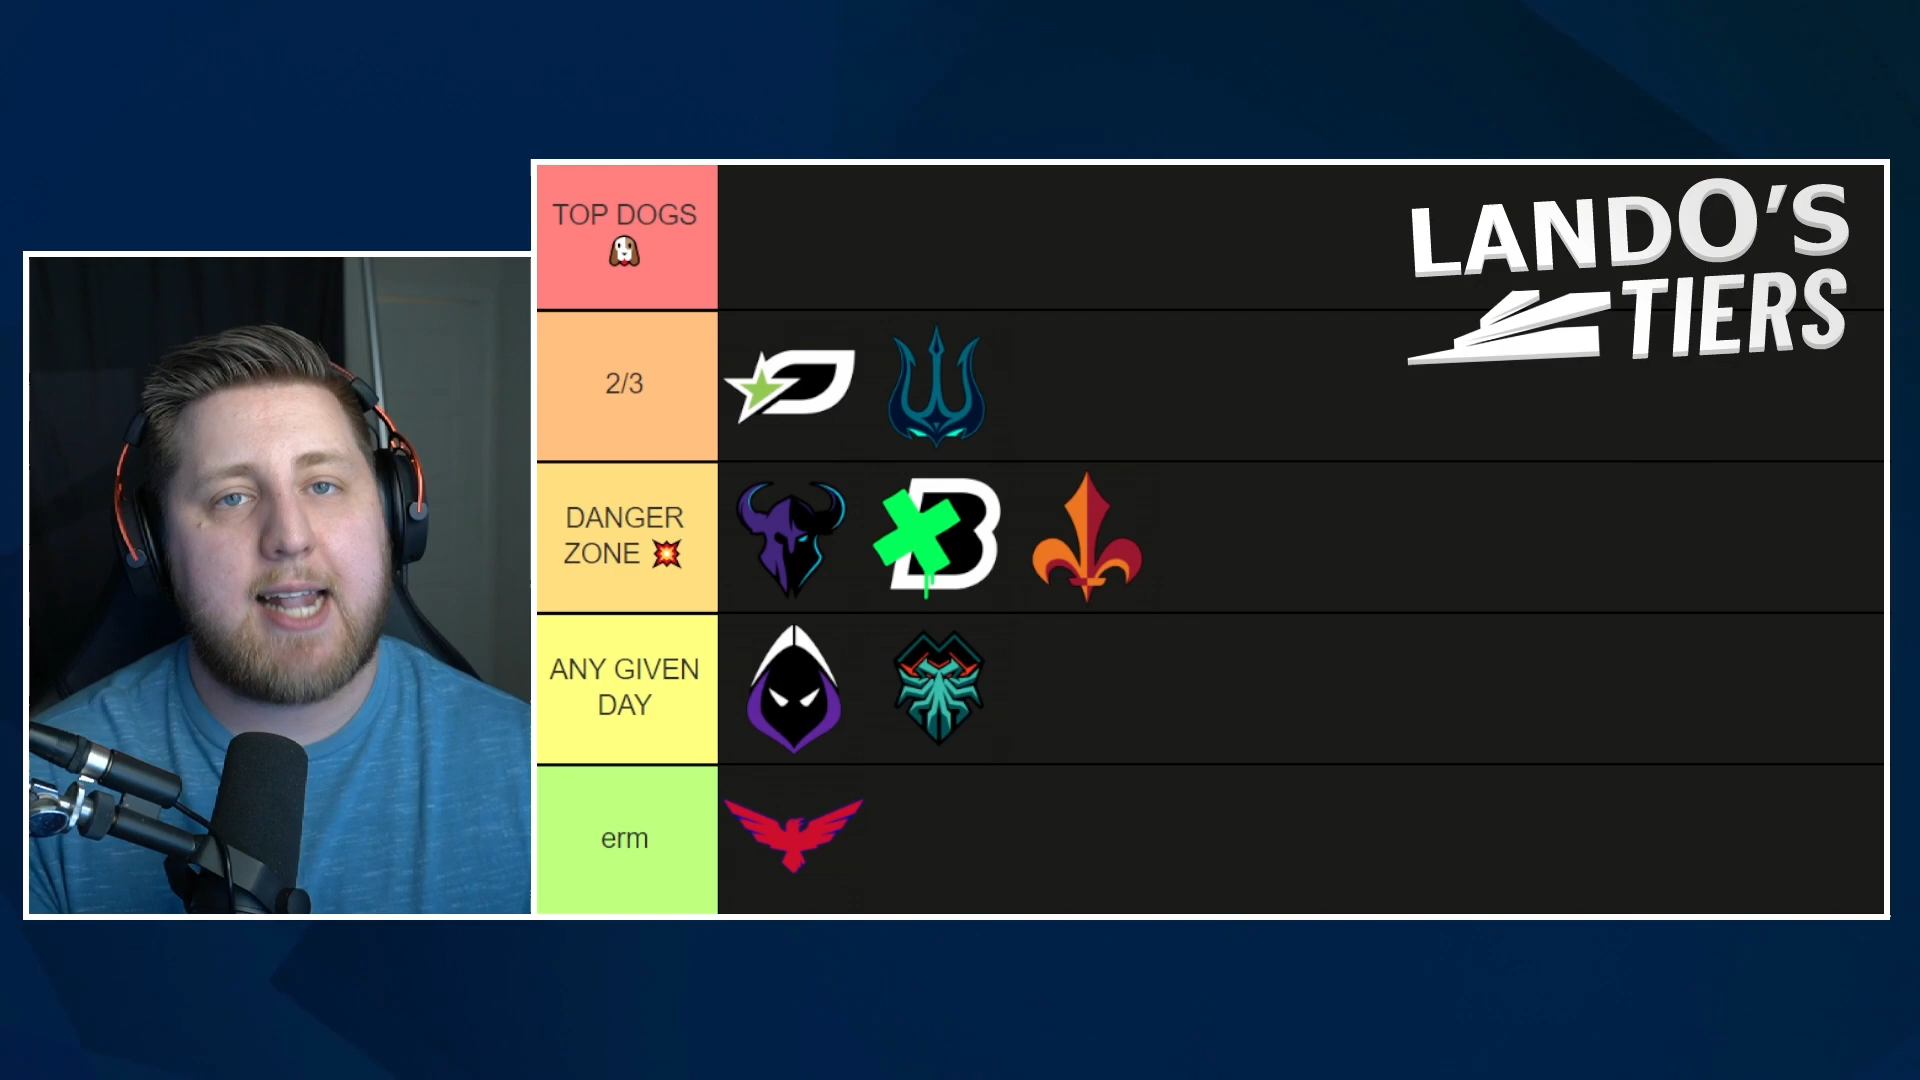 LANDO'S
TIERS
TOP DOGS
2/3
DANGER
ZONE
B
ANY GIVEN
DAY
erm